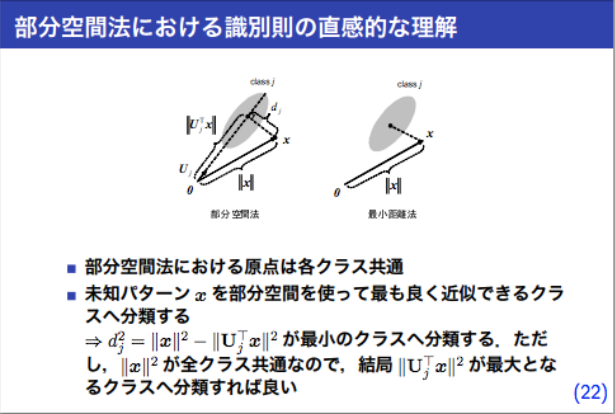 部分空間法における識別則の直感的な理解
class j
class j
‖U_j^⊤x‖
d_j
x
x
U_j
‖x‖
‖x‖
0
0
部分空間法
最小距離法
部分空間法における原点は各クラス共通
未知パターン x を部分空間を使って最も良く近似できるクラ
スへ分類する
⇒ d_j^2 = ‖x‖^2 − ‖U_j^⊤x‖^2 が最小のクラスへ分類する．ただ
し，‖x‖^2 が全クラス共通なので，結局 ‖U_j^⊤x‖^2 が最大とな
るクラスへ分類すれば良い
(22)